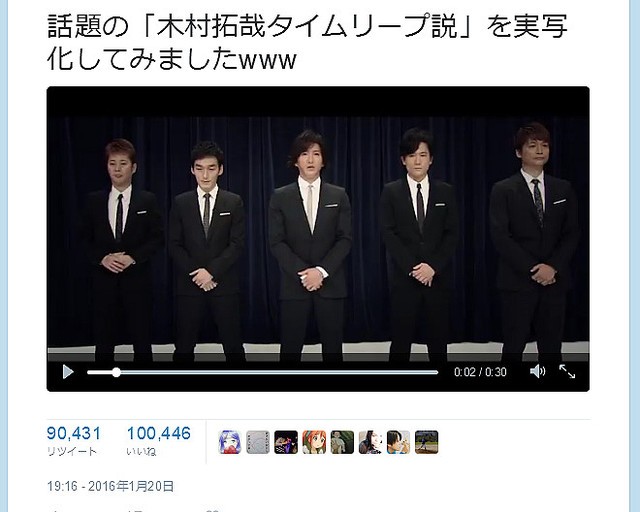 話題の「木村拓哉タイムリープ説」を実写
化してみましたwww
0:02 / 0:30
90,431 100,446
リツイート いいね
19:16 - 2016年1月20日